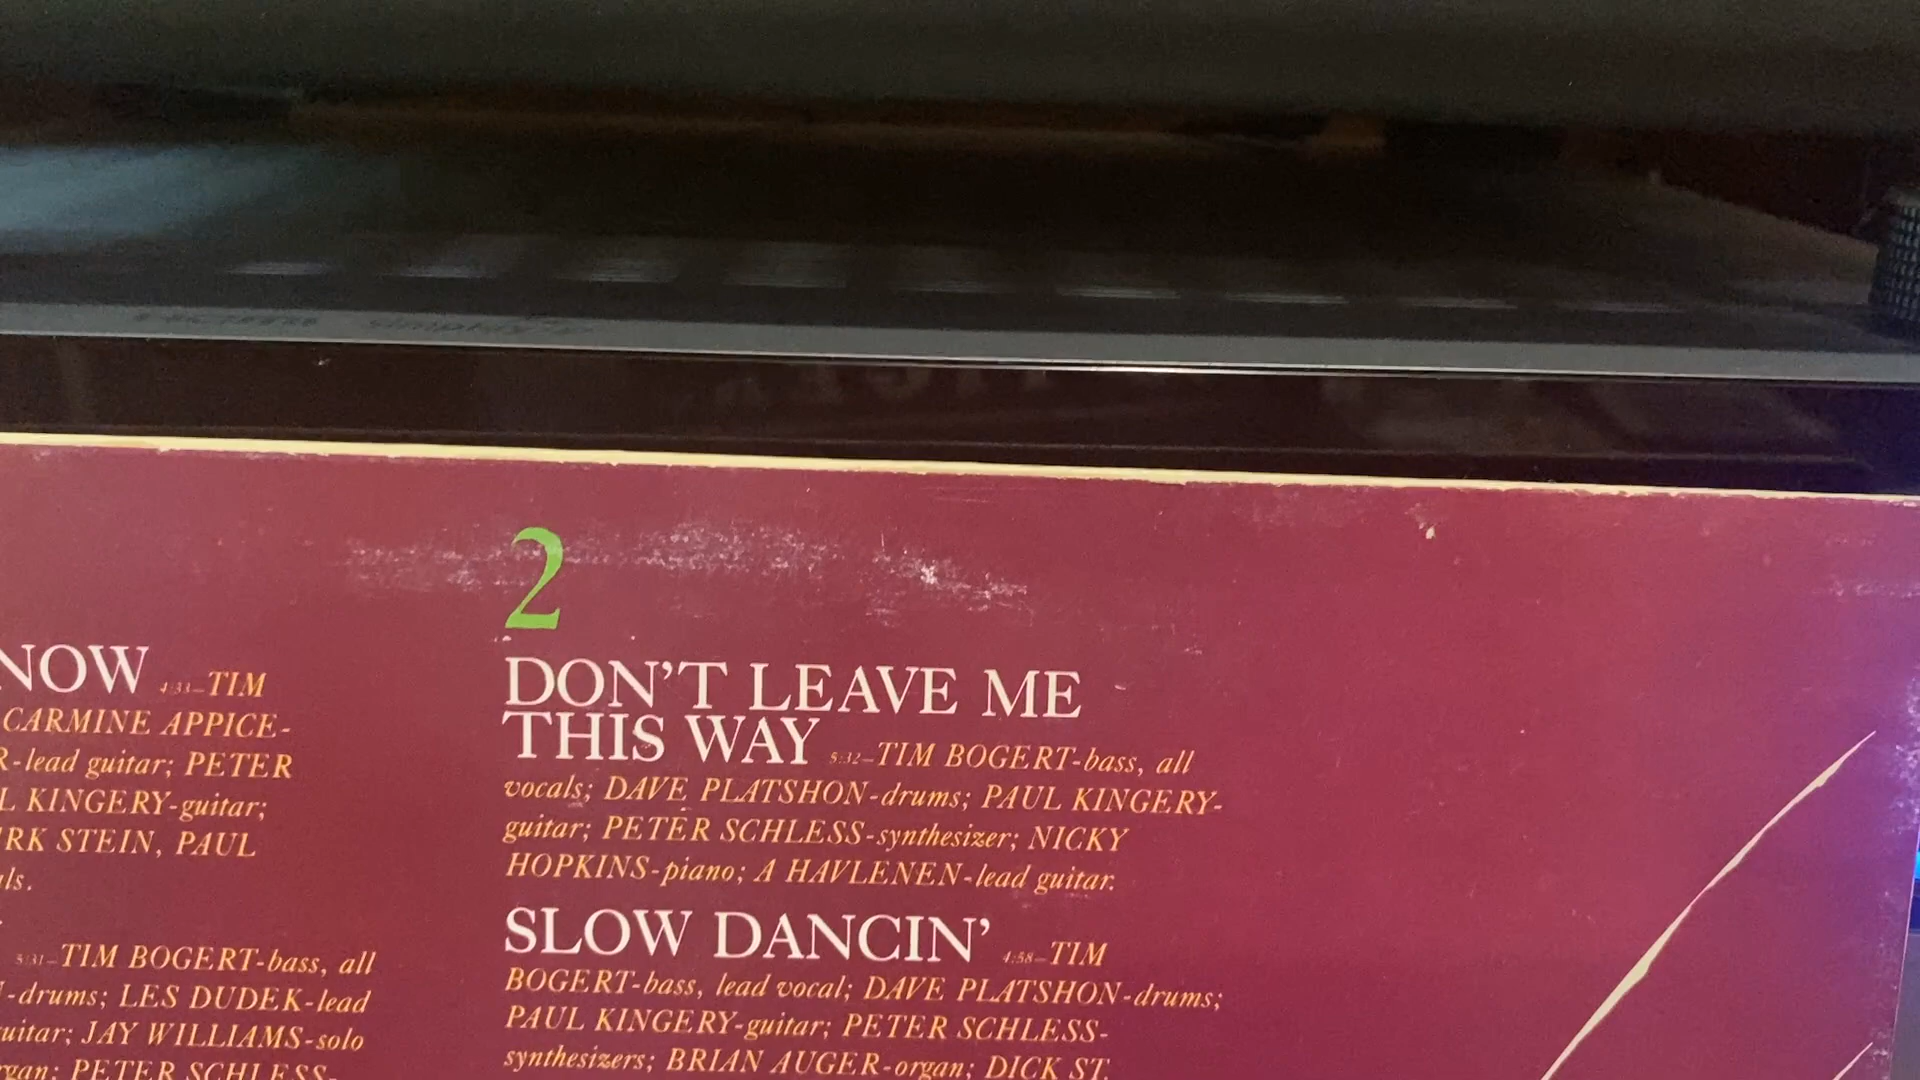 NOW 4:33–TIM
CARMINE APPICE-
R-lead guitar; PETER
L KINGERY-guitar;
RK STEIN, PAUL
ls.
5:31–TIM BOGERT-bass, all
-drums; LES DUDEK-lead
uitar; JAY WILLIAMS-solo
rgan; PETER SCHLESS-
2
DON'T LEAVE ME
THIS WAY 5:32–TIM BOGERT-bass, all
vocals; DAVE PLATSHON-drums; PAUL KINGERY-
guitar; PETER SCHLESS-synthesizer; NICKY
HOPKINS-piano; A HAVLENEN-lead guitar.
SLOW DANCIN' 4:58–TIM
BOGERT-bass, lead vocal; DAVE PLATSHON-drums;
PAUL KINGERY-guitar; PETER SCHLESS-
synthesizers; BRIAN AUGER-organ; DICK ST.